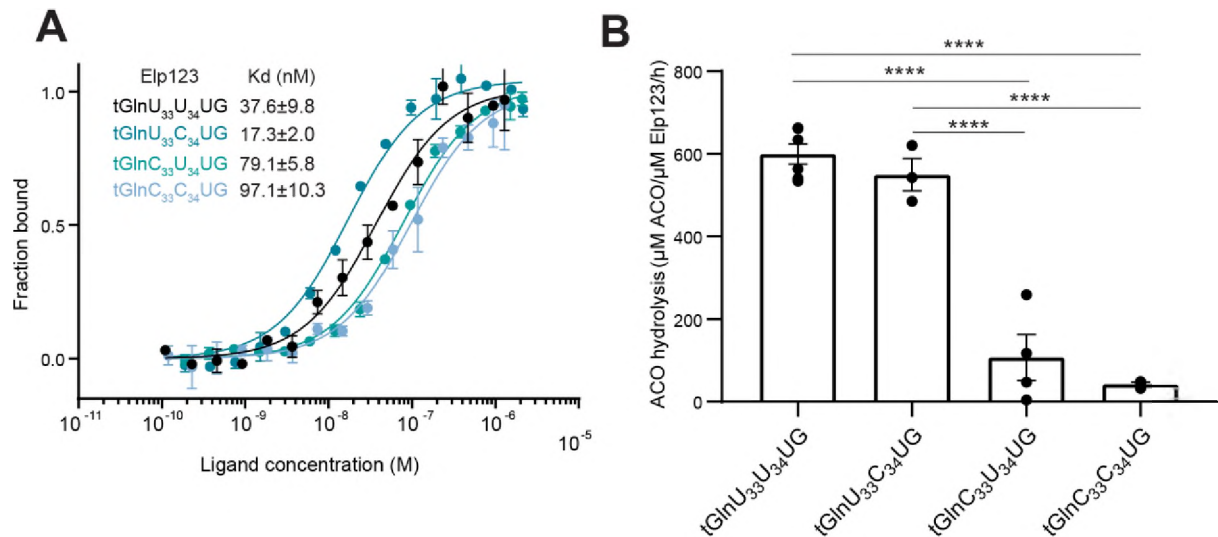 A
Elp123 Kd (nM)
tGlnU₃₃U₃₄UG 37.6±9.8
tGlnU₃₃C₃₄UG 17.3±2.0
tGlnC₃₃U₃₄UG 79.1±5.8
tGlnC₃₃C₃₄UG 97.1±10.3
Fraction bound
1.0
0.5
0.0
10⁻¹¹ 10⁻¹⁰ 10⁻⁹ 10⁻⁸ 10⁻⁷ 10⁻⁶ 10⁻⁵
Ligand concentration (M)
B
ACO hydrolysis (µM ACO/µM Elp123/h)
800
600
400
200
0
****
****
****
****
tGlnU₃₃U₃₄UG
tGlnU₃₃C₃₄UG
tGlnC₃₃U₃₄UG
tGlnC₃₃C₃₄UG